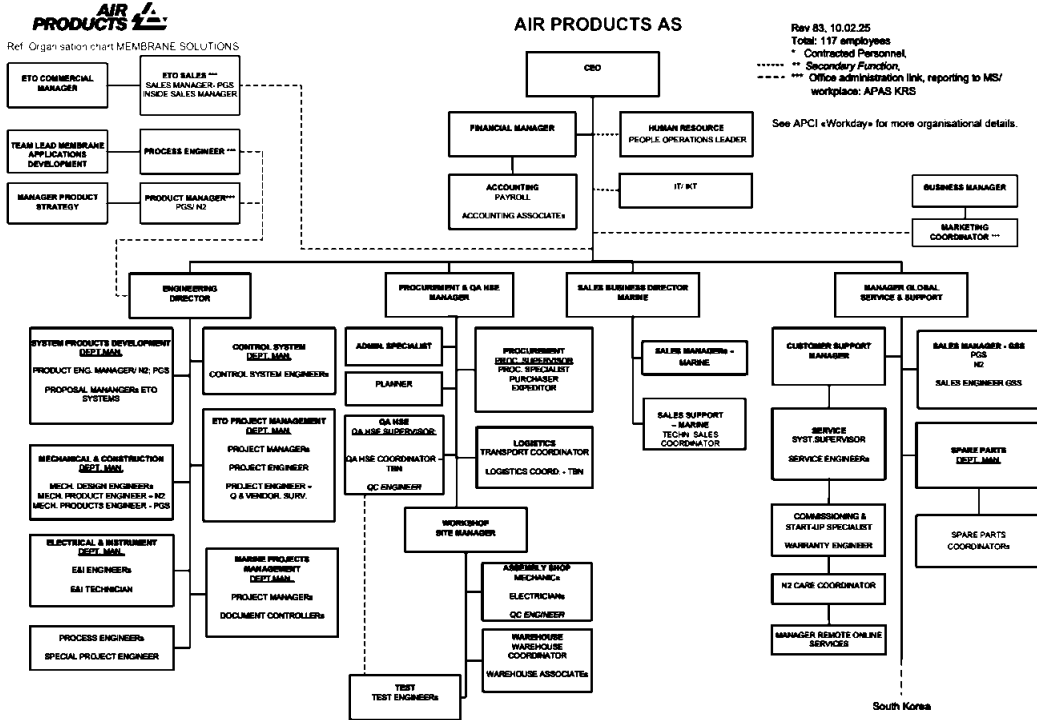 AIR
PRODUCTS
Ref. Organisation chart MEMBRANE SOLUTIONS
AIR PRODUCTS AS
Rev 83, 10.02.25
Total: 117 employees
* Contracted Personnel,
** Secondary Function,
*** Office administration link, reporting to MS/
workplace: APAS KRS
See APCI «Workday» for more organisational details.
ETO COMMERCIAL
MANAGER
ETO SALES ***
SALES MANAGER- PGS
INSIDE SALES MANAGER
TEAM LEAD MEMBRANE
APPLICATIONS
DEVELOPMENT
PROCESS ENGINEER ***
MANAGER PRODUCT
STRATEGY
PRODUCT MANAGER***
PGS/ N2
CEO
FINANCIAL MANAGER
HUMAN RESOURCE
PEOPLE OPERATIONS LEADER
ACCOUNTING
PAYROLL
ACCOUNTING ASSOCIATEs
IT/ IKT
BUSINESS MANAGER
MARKETING
COORDINATOR ***
ENGINEERING
DIRECTOR
PROCUREMENT & QA HSE
MANAGER
SALES BUSINESS DIRECTOR
MARINE
MANAGER GLOBAL
SERVICE & SUPPORT
SYSTEM PRODUCTS DEVELOPMENT
DEPT.MAN.
PRODUCT ENG. MANAGER/ N2; PGS
PROPOSAL MANANGERs ETO
SYSTEMS
CONTROL SYSTEM
DEPT. MAN.
CONTROL SYSTEM ENGINEERs
MECHANICAL & CONSTRUCTION
DEPT. MAN.
MECH. DESIGN ENGINEERs
MECH. PRODUCT ENGINEER – N2
MECH. PRODUCTS ENGINEER - PGS
ETO PROJECT MANAGEMENT
DEPT. MAN.
PROJECT MANAGERs
PROJECT ENGINEER
PROJECT ENGINEER –
Q & VENDOR. SURV.
ELECTRICAL & INSTRUMENT
DEPT. MAN.
E&I ENGINEERs
E&I TECHNICIAN
MARINE PROJECTS
MANAGEMENT
DEPT.MAN.
PROJECT MANAGERs
DOCUMENT CONTROLLERs
PROCESS ENGINEERs
SPECIAL PROJECT ENGINEER
ADMIN. SPECIALIST
PLANNER
QA HSE
QA HSE SUPERVISOR
QA HSE COORDINATOR –
TBN
QC ENGINEER
PROCUREMENT
PROC. SUPERVISOR
PROC. SPECIALIST
PURCHASER
EXPEDITOR
LOGISTICS
TRANSPORT COORDINATOR
LOGISTICS COORD. - TBN
WORKSHOP
SITE MANAGER
ASSEMBLY SHOP
MECHANICs
ELECTRICIANs
QC ENGINEER
WAREHOUSE
WAREHOUSE
COORDINATOR
WAREHOUSE ASSOCIATEs
TEST
TEST ENGINEERs
SALES MANAGERs –
MARINE
SALES SUPPORT
– MARINE
TECHN. SALES
COORDINATOR
CUSTOMER SUPPORT
MANAGER
SERVICE
SYST.SUPERVISOR
SERVICE ENGINEERs
COMMISSIONING &
START-UP SPECIALIST
WARRANTY ENGINEER
N2 CARE COORDINATOR
MANAGER REMOTE ONLINE
SERVICES
SALES MANAGER - GSS
PGS
N2
SALES ENGINEER GSS
SPARE PARTS
DEPT. MAN.
SPARE PARTS
COORDINATORs
South Korea